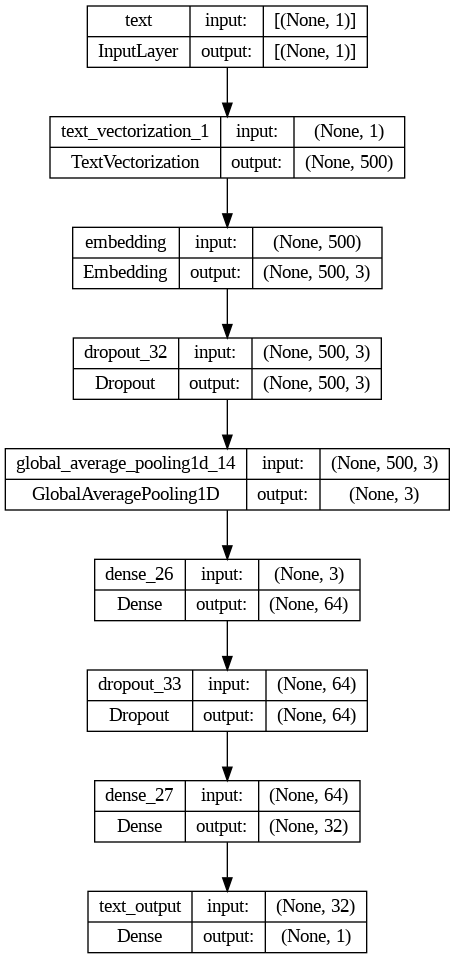 text input: [(None, 1)]
InputLayer output: [(None, 1)]
text_vectorization_1 input: (None, 1)
TextVectorization output: (None, 500)
embedding input: (None, 500)
Embedding output: (None, 500, 3)
dropout_32 input: (None, 500, 3)
Dropout output: (None, 500, 3)
global_average_pooling1d_14 input: (None, 500, 3)
GlobalAveragePooling1D output: (None, 3)
dense_26 input: (None, 3)
Dense output: (None, 64)
dropout_33 input: (None, 64)
Dropout output: (None, 64)
dense_27 input: (None, 64)
Dense output: (None, 32)
text_output input: (None, 32)
Dense output: (None, 1)